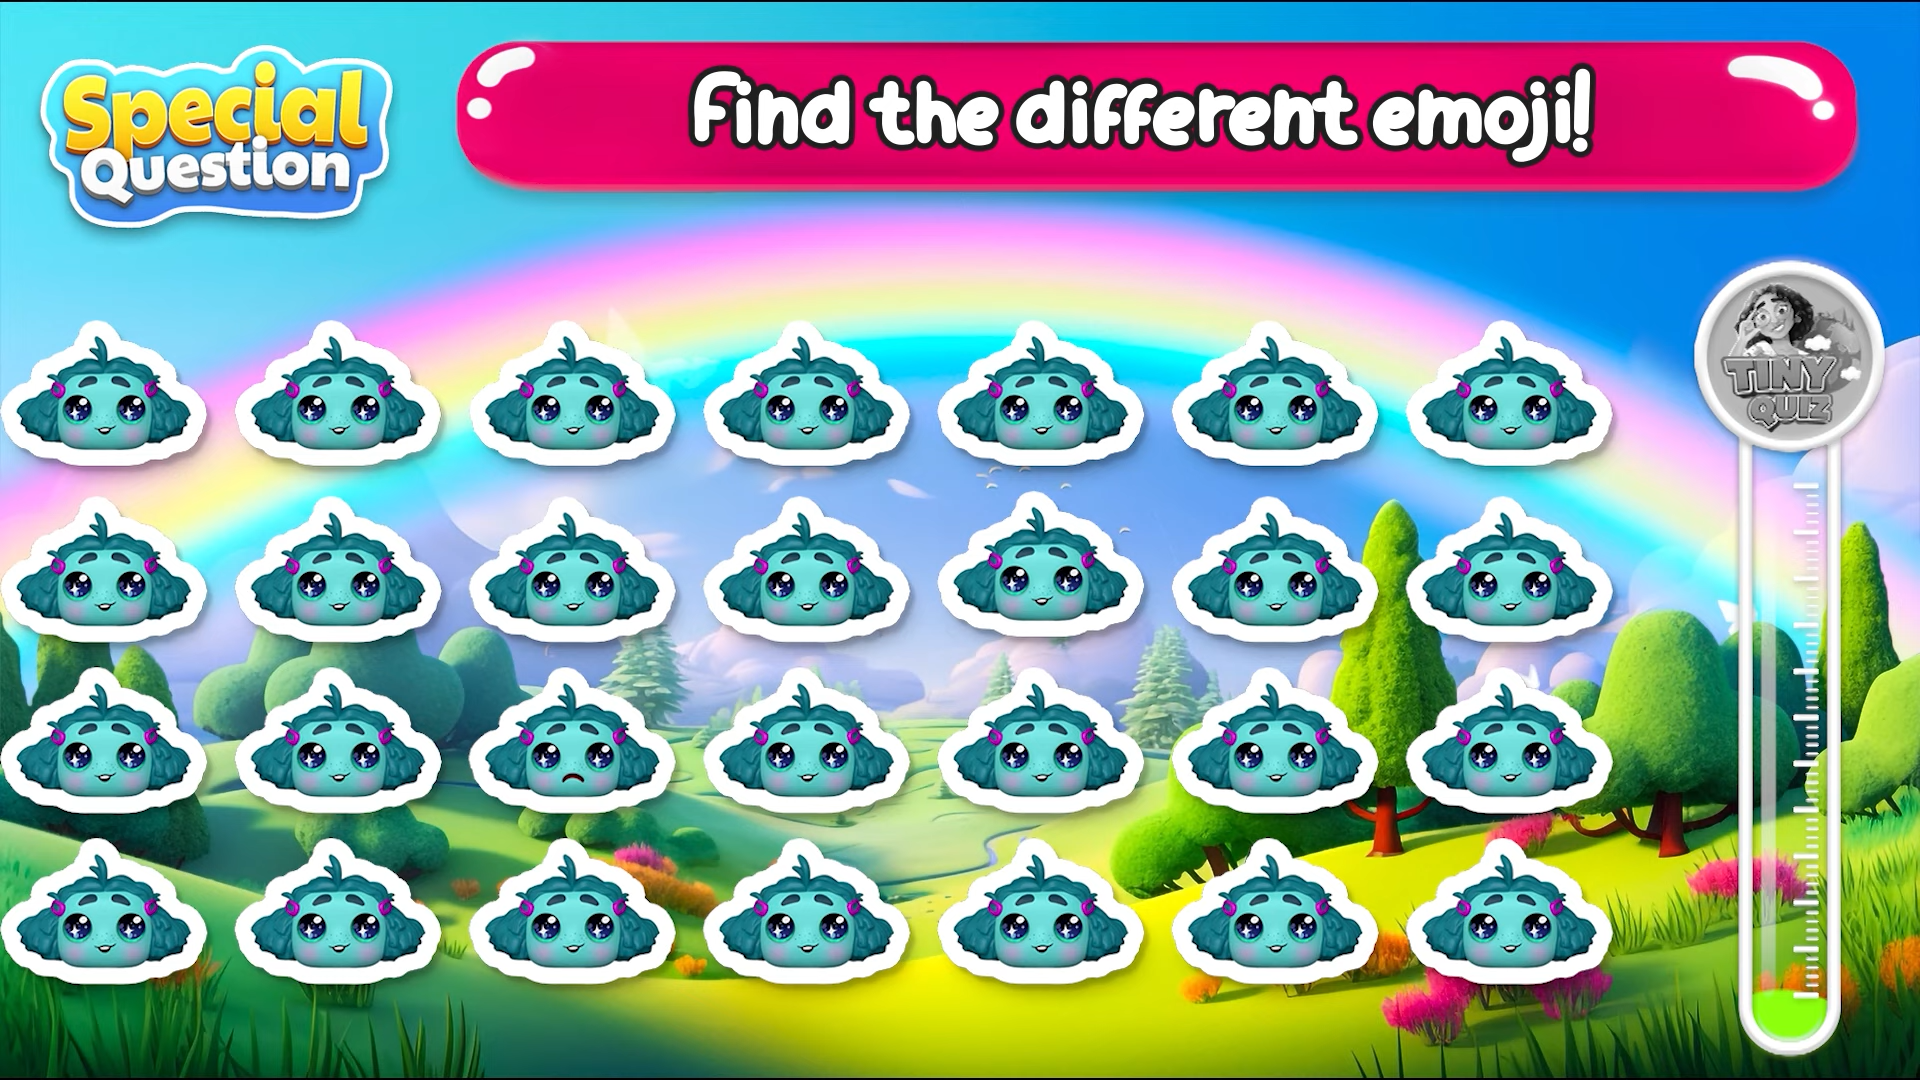 Special
Question
Find the different emoji!
TINY
QUIZ